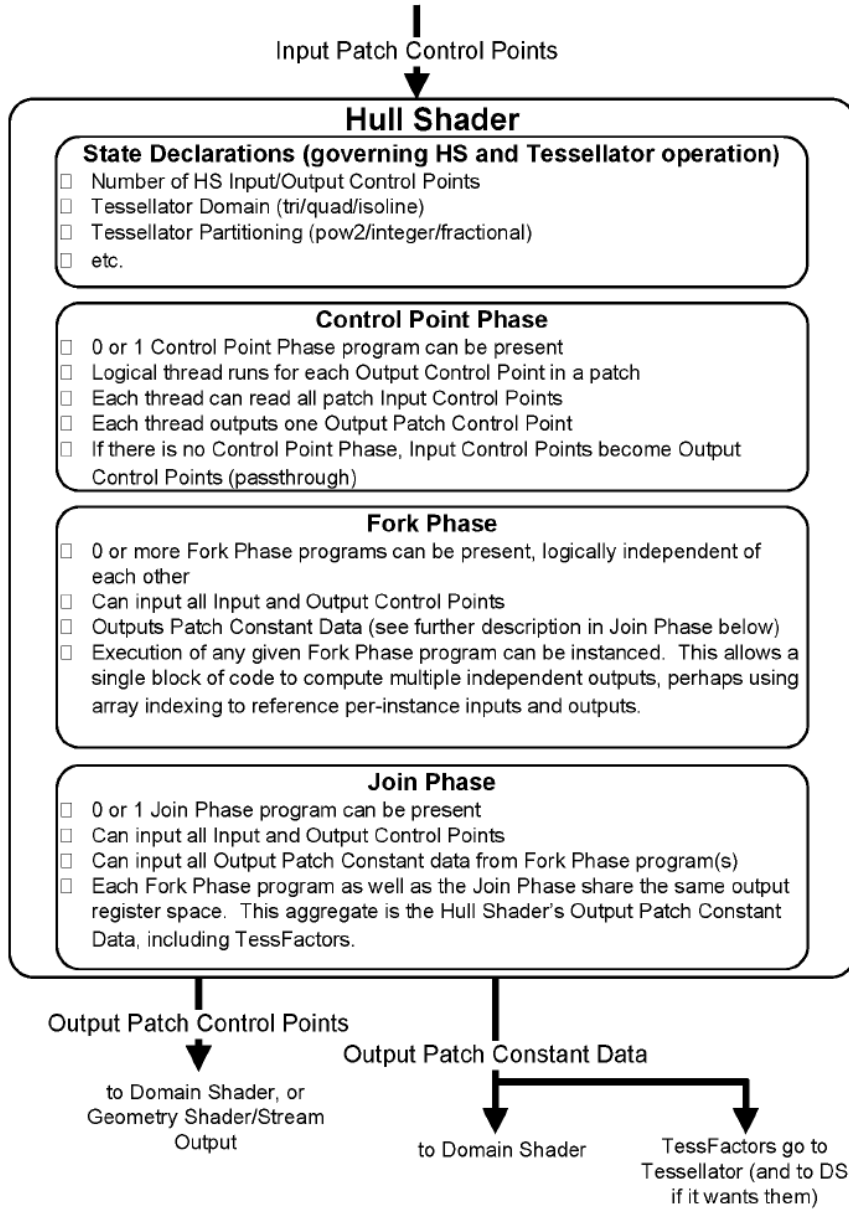 Input Patch Control Points
Hull Shader
State Declarations (governing HS and Tessellator operation)
Number of HS Input/Output Control Points
Tessellator Domain (tri/quad/isoline)
Tessellator Partitioning (pow2/integer/fractional)
etc.
Control Point Phase
0 or 1 Control Point Phase program can be present
Logical thread runs for each Output Control Point in a patch
Each thread can read all patch Input Control Points
Each thread outputs one Output Patch Control Point
If there is no Control Point Phase, Input Control Points become Output
Control Points (passthrough)
Fork Phase
0 or more Fork Phase programs can be present, logically independent of
each other
Can input all Input and Output Control Points
Outputs Patch Constant Data (see further description in Join Phase below)
Execution of any given Fork Phase program can be instanced. This allows a
single block of code to compute multiple independent outputs, perhaps using
array indexing to reference per-instance inputs and outputs.
Join Phase
0 or 1 Join Phase program can be present
Can input all Input and Output Control Points
Can input all Output Patch Constant data from Fork Phase program(s)
Each Fork Phase program as well as the Join Phase share the same output
register space. This aggregate is the Hull Shader's Output Patch Constant
Data, including TessFactors.
Output Patch Control Points
to Domain Shader, or
Geometry Shader/Stream
Output
Output Patch Constant Data
to Domain Shader
TessFactors go to
Tessellator (and to DS
if it wants them)